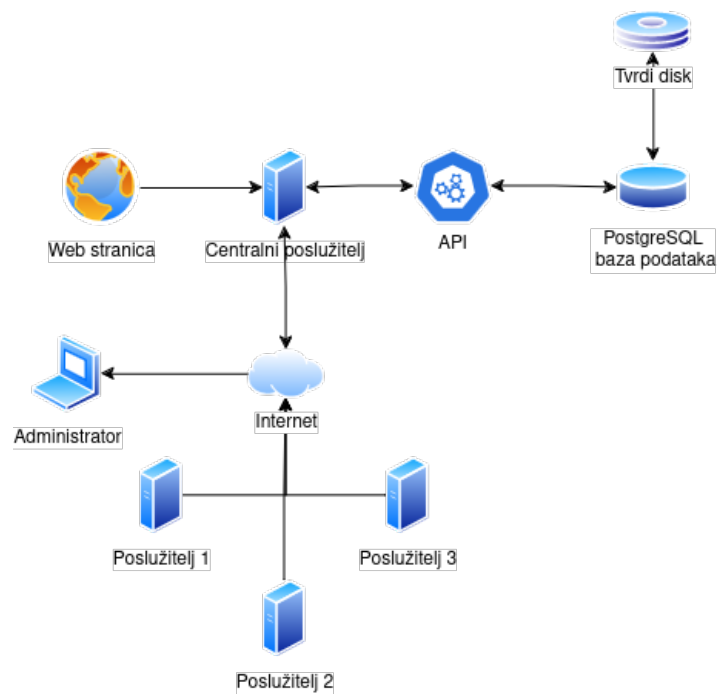 Tvrdi disk
Web stranica
Centralni poslužitelj
API
PostgreSQL
baza podataka
Administrator
Internet
Poslužitelj 1
Poslužitelj 3
Poslužitelj 2